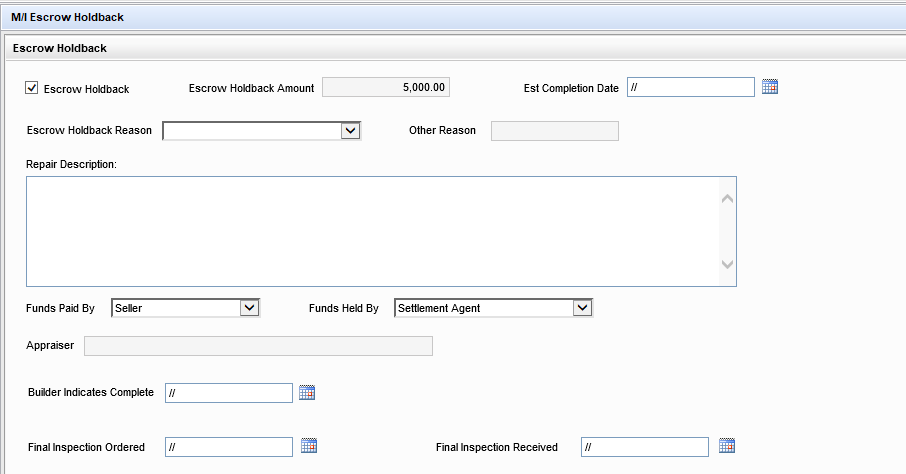 M/I Escrow Holdback
Escrow Holdback
Escrow Holdback Escrow Holdback Amount 5,000.00 Est Completion Date //
Escrow Holdback Reason Other Reason
Repair Description:
Funds Paid By Seller Funds Held By Settlement Agent
Appraiser
Builder Indicates Complete //
Final Inspection Ordered // Final Inspection Received //